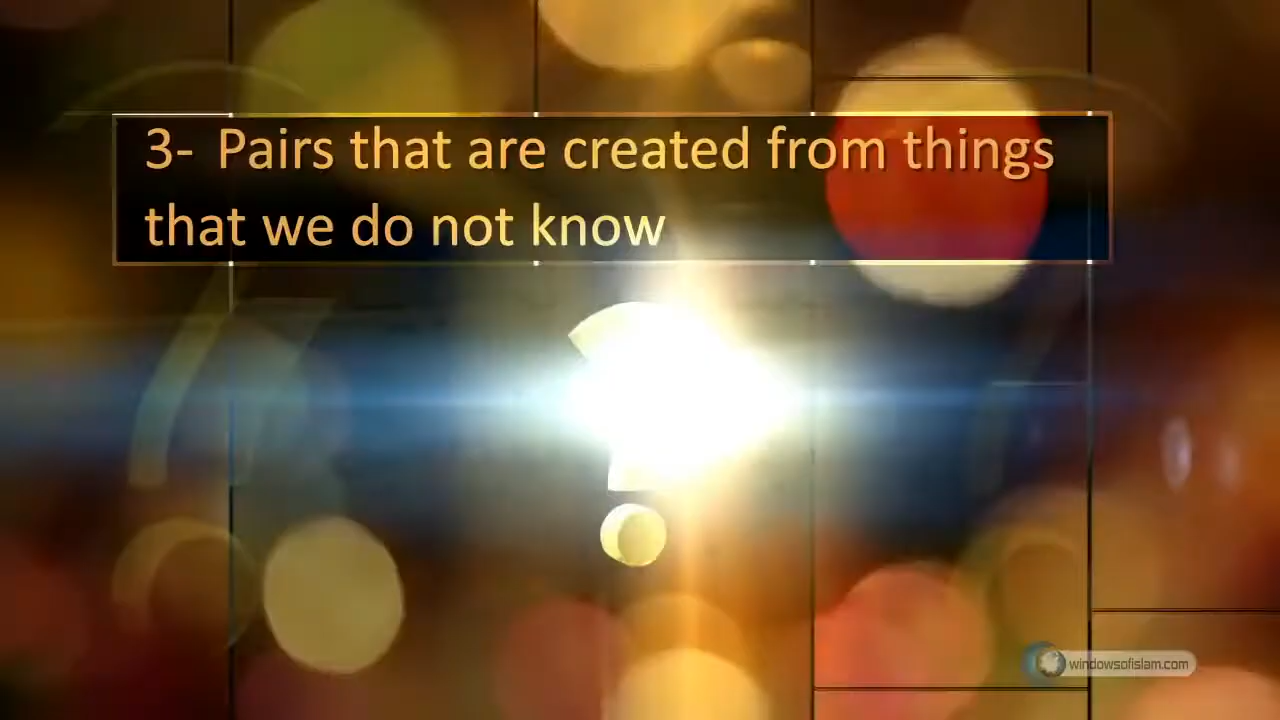 3- Pairs that are created from things
that we do not know
?
windowsofislam.com